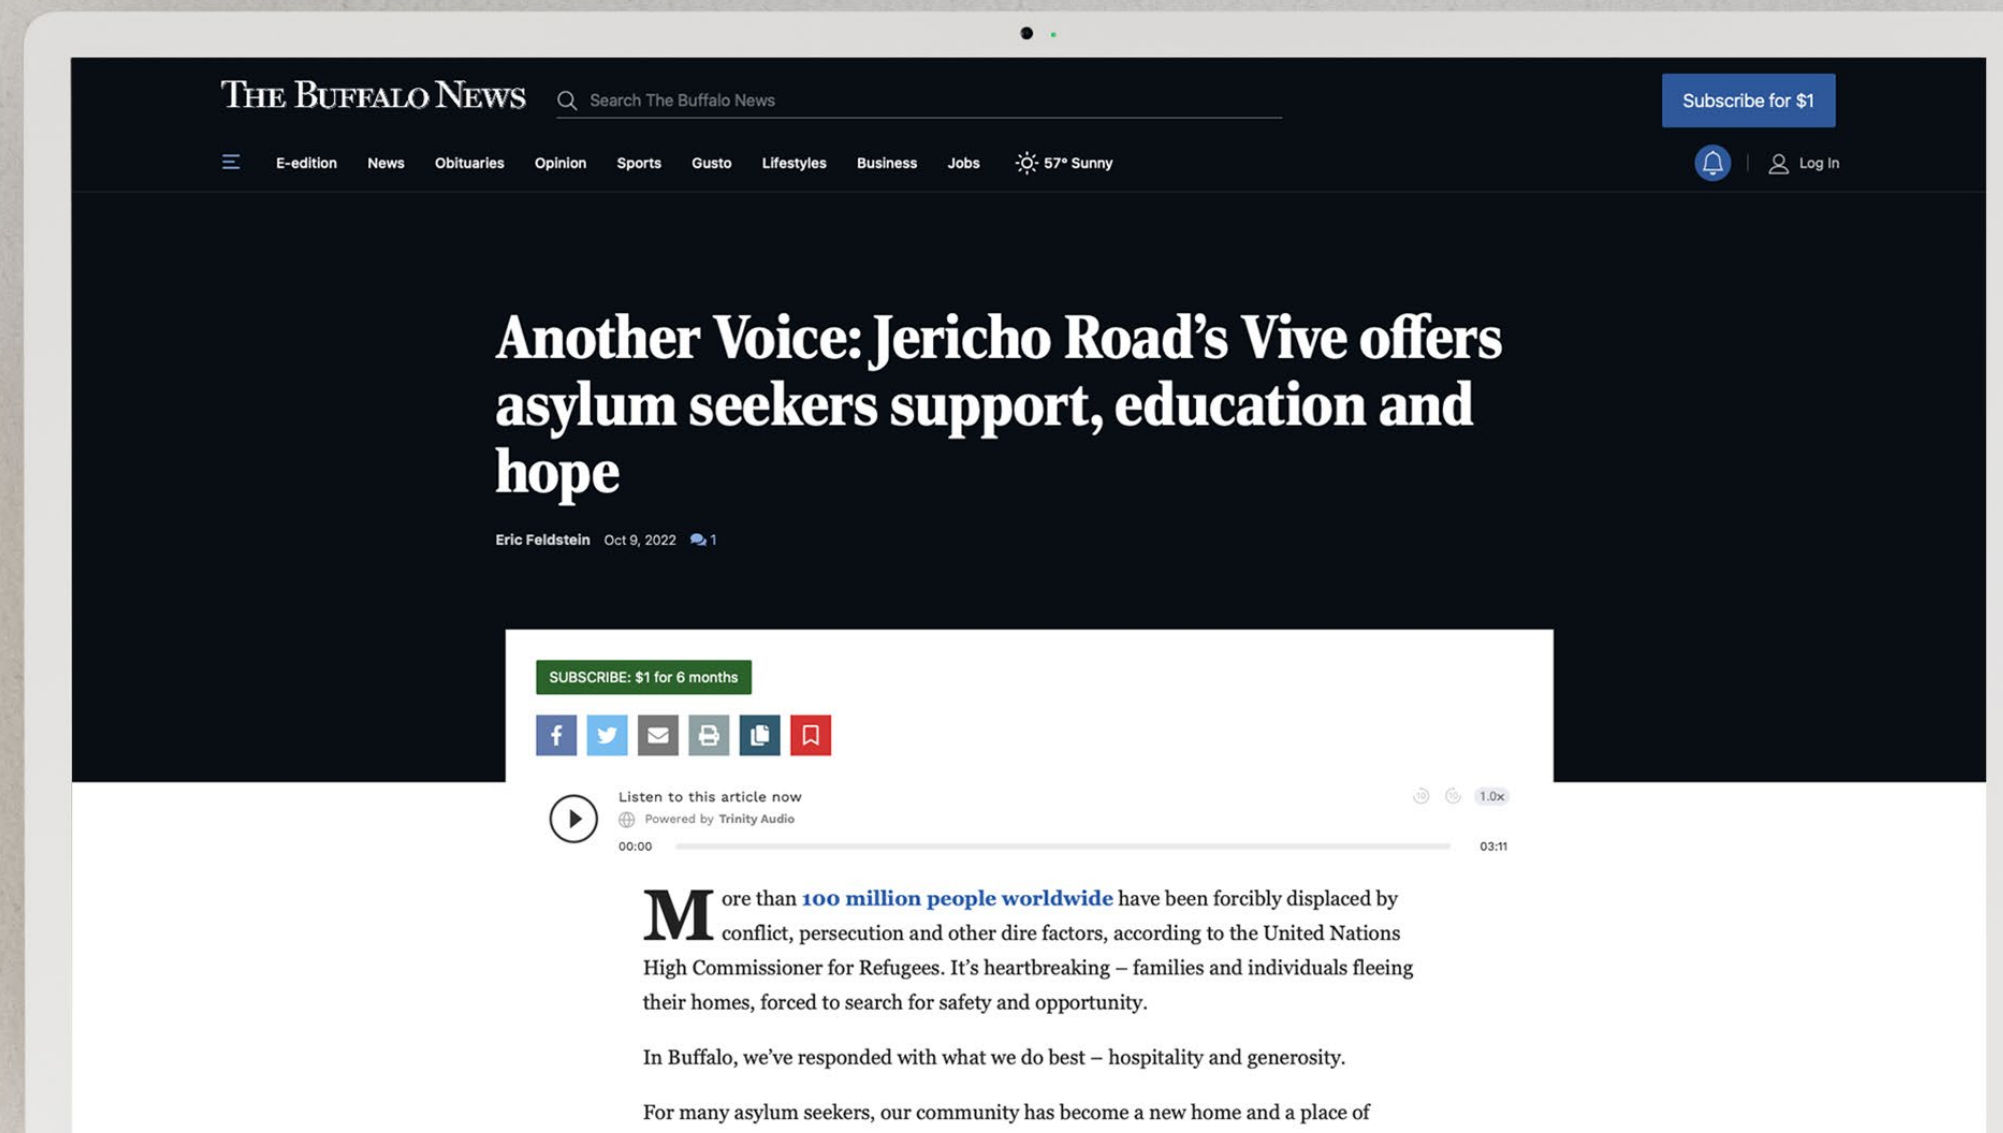 THE BUFFALO NEWS
Search The Buffalo News
Subscribe for $1
E-edition News Obituaries Opinion Sports Gusto Lifestyles Business Jobs 57° Sunny
Log In
Another Voice: Jericho Road's Vive offers
asylum seekers support, education and
hope
Eric Feldstein Oct 9, 2022 1
SUBSCRIBE: $1 for 6 months
Listen to this article now
10 10 1.0x
Powered by Trinity Audio
00:00 03:11
More than 100 million people worldwide have been forcibly displaced by
conflict, persecution and other dire factors, according to the United Nations
High Commissioner for Refugees. It's heartbreaking – families and individuals fleeing
their homes, forced to search for safety and opportunity.
In Buffalo, we've responded with what we do best – hospitality and generosity.
For many asylum seekers, our community has become a new home and a place of